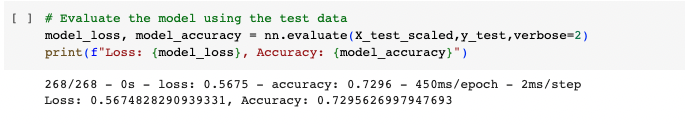 [ ] # Evaluate the model using the test data
model_loss, model_accuracy = nn.evaluate(X_test_scaled,y_test,verbose=2)
print(f"Loss: {model_loss}, Accuracy: {model_accuracy}")
268/268 - 0s - loss: 0.5675 - accuracy: 0.7296 - 450ms/epoch - 2ms/step
Loss: 0.5674828290939331, Accuracy: 0.7295626997947693